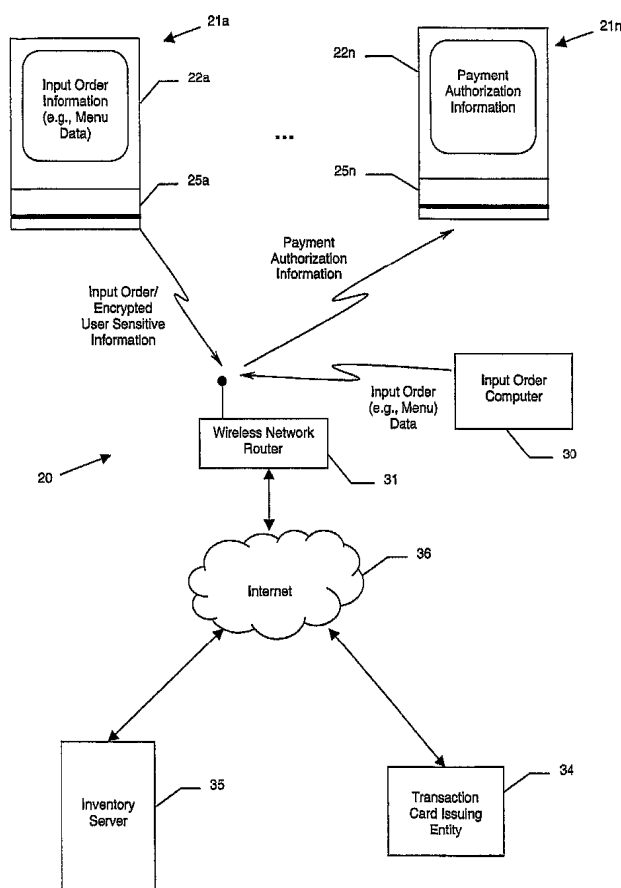 21a
21n
22a
22n
Input Order
Information
(e.g., Menu
Data)
Payment
Authorization
Information
...
25a
25n
Payment
Authorization
Information
Input Order/
Encrypted
User Sensitive
Information
Input Order
(e.g., Menu)
Data
Input Order
Computer
30
Wireless Network
Router
31
20
36
Internet
35
34
Inventory
Server
Transaction
Card Issuing
Entity